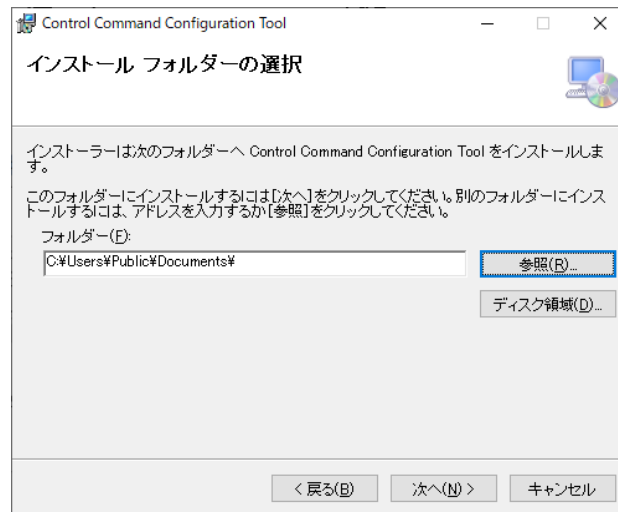 Control Command Configuration Tool
インストール フォルダーの選択
インストーラーは次のフォルダーへ Control Command Configuration Tool をインストールしま
す。
このフォルダーにインストールするには[次へ]をクリックしてください。別のフォルダーにインス
トールするには、アドレスを入力するか[参照]をクリックしてください。
フォルダー(F):
C:¥Users¥Public¥Documents¥
参照(R)...
ディスク領域(D)...
< 戻る(B)
次へ(N) >
キャンセル